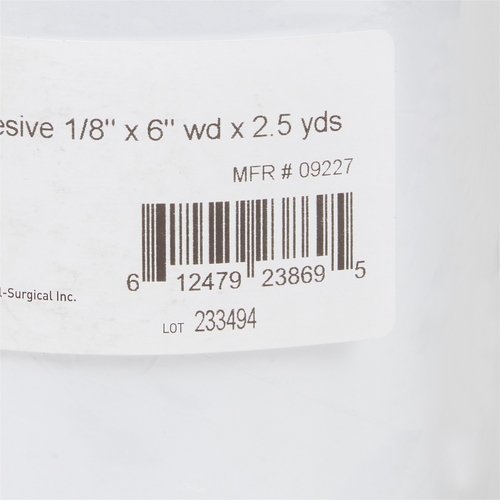 esive 1/8" x 6" wd x 2.5 yds
MFR # 09227
6 12479 23869 5
l-Surgical Inc.
LOT 233494